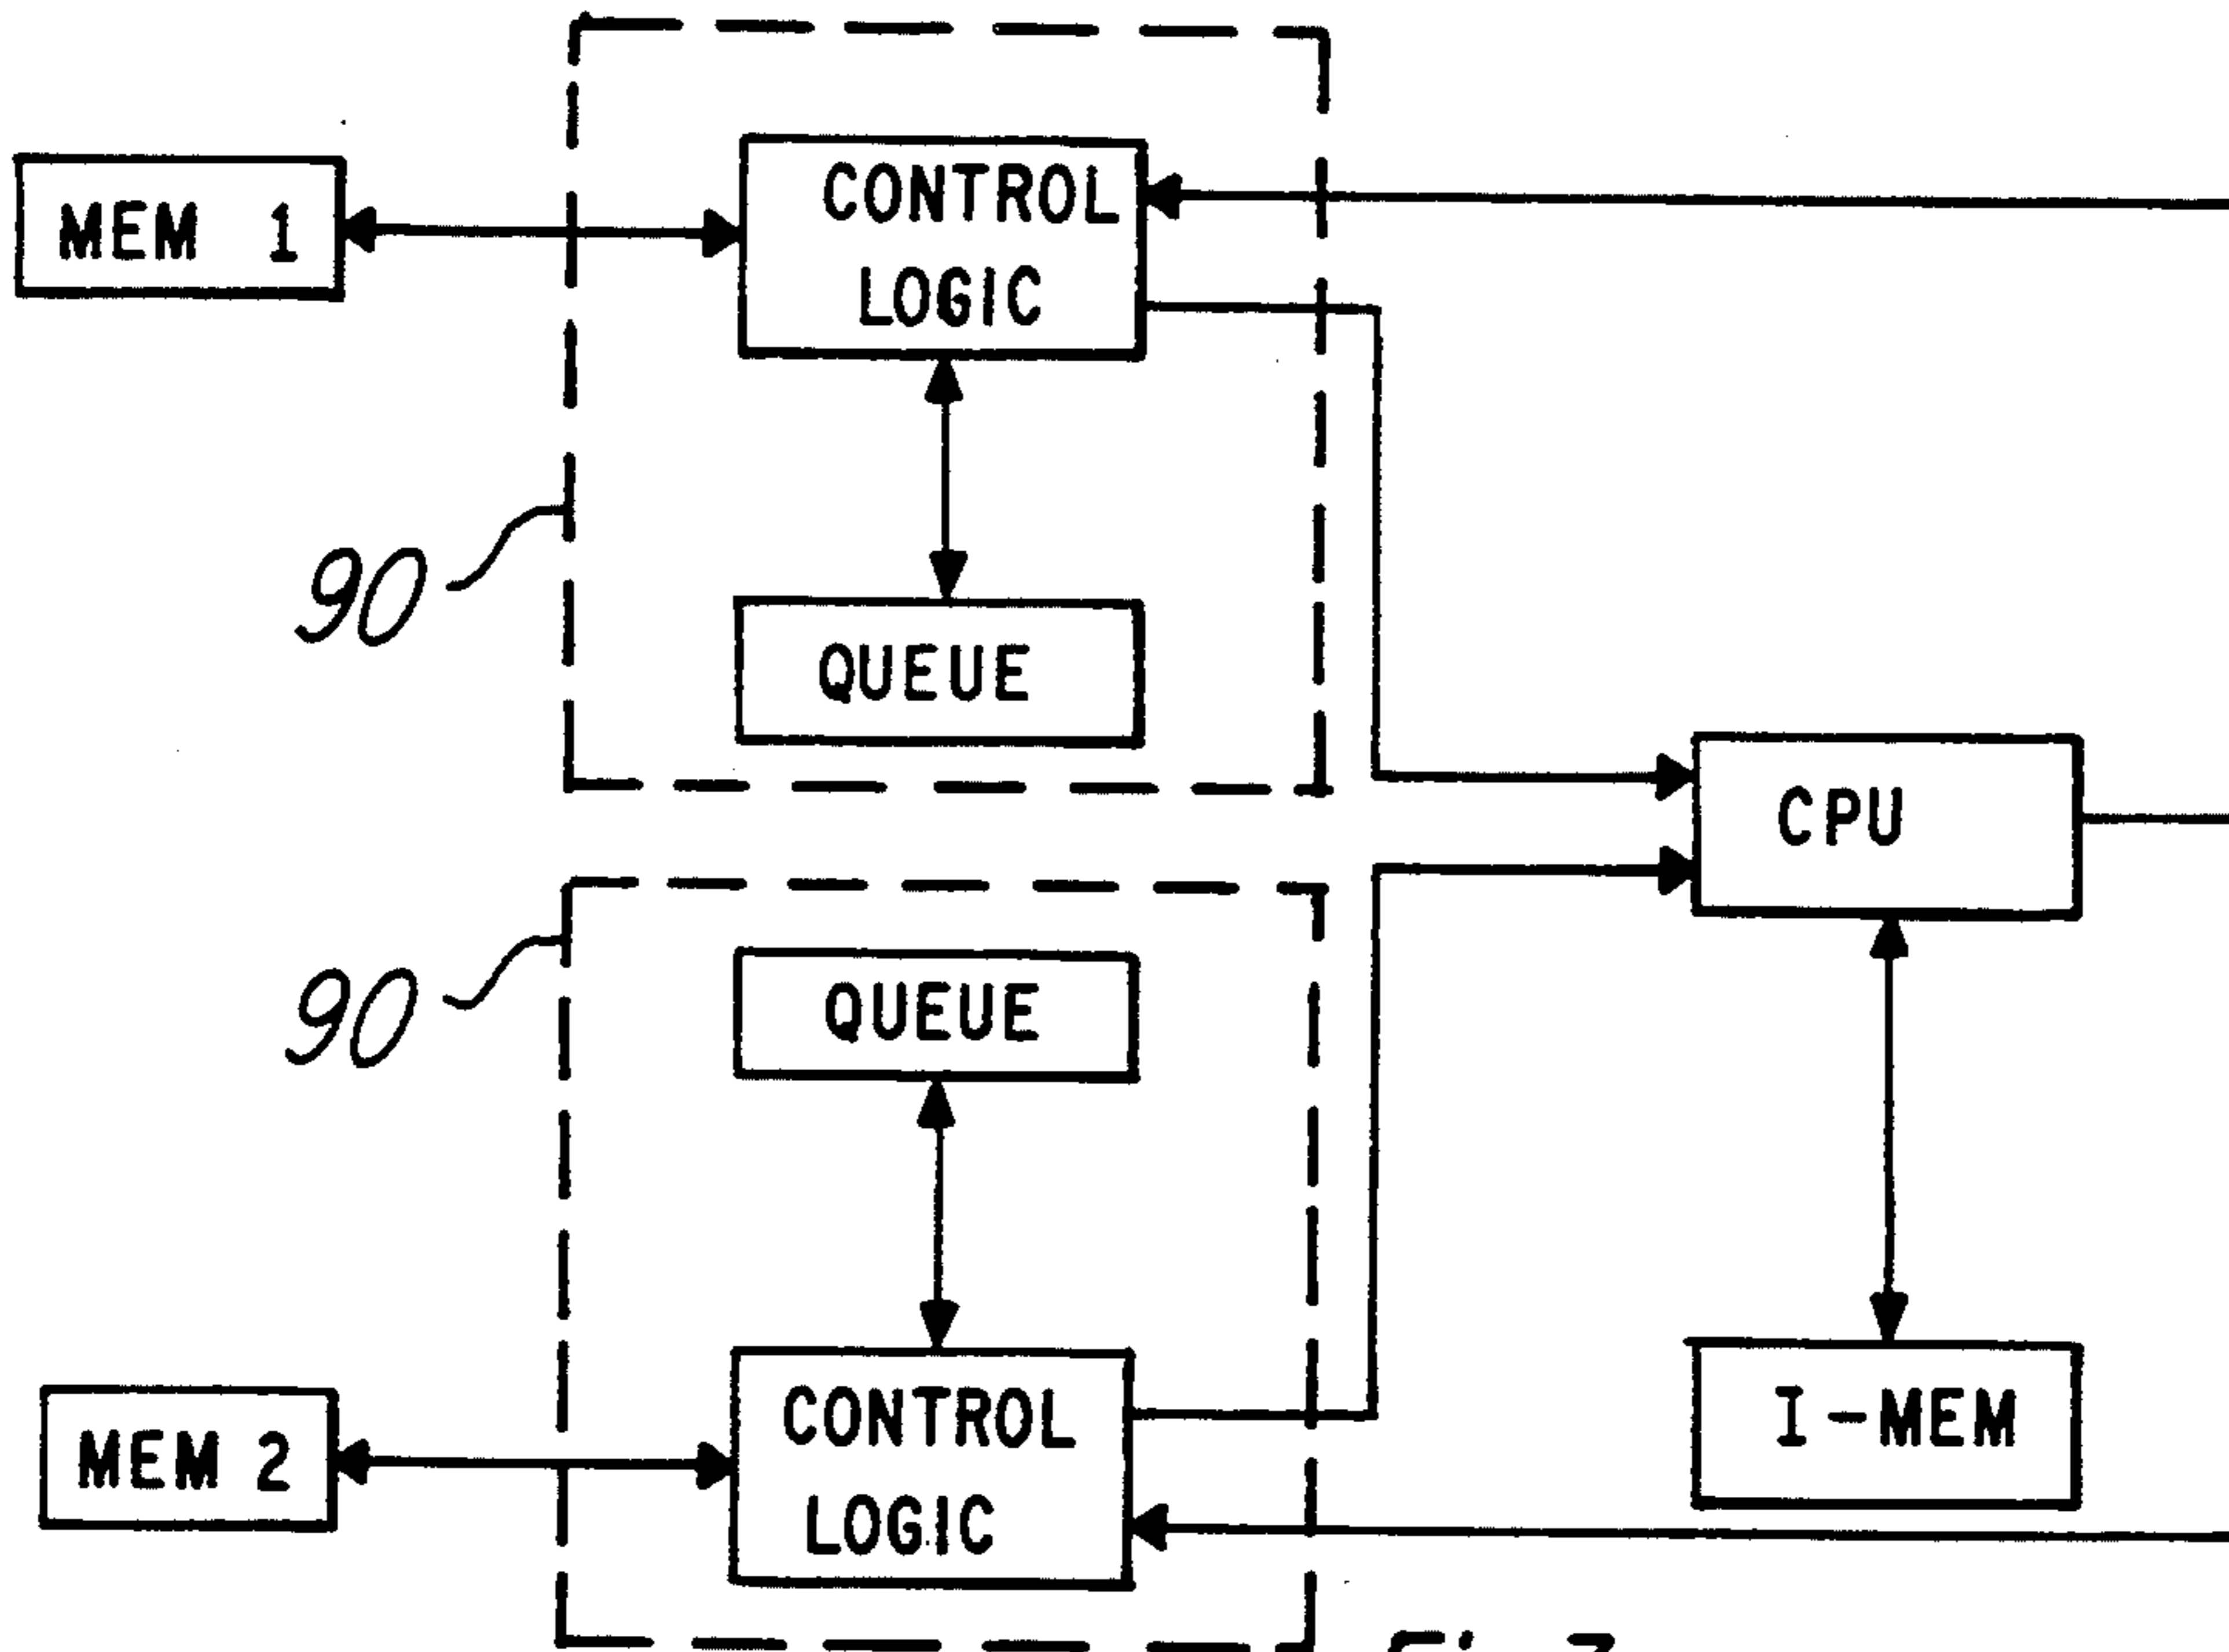 MEM 1
CONTROL
LOGIC
90
QUEUE
CPU
90
QUEUE
MEM 2
CONTROL
LOGIC
I-MEM